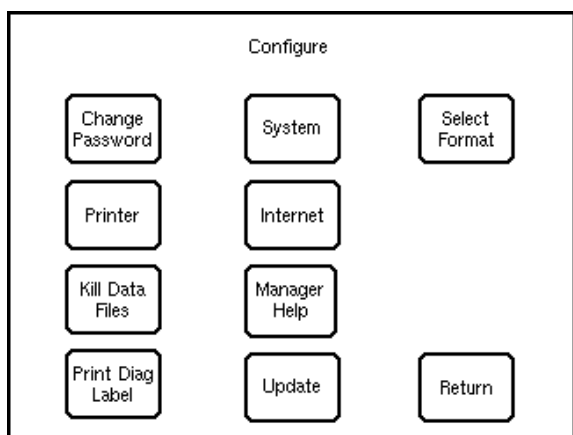 Configure
Change
Password
System
Select
Format
Printer
Internet
Kill Data
Files
Manager
Help
Print Diag
Label
Update
Return